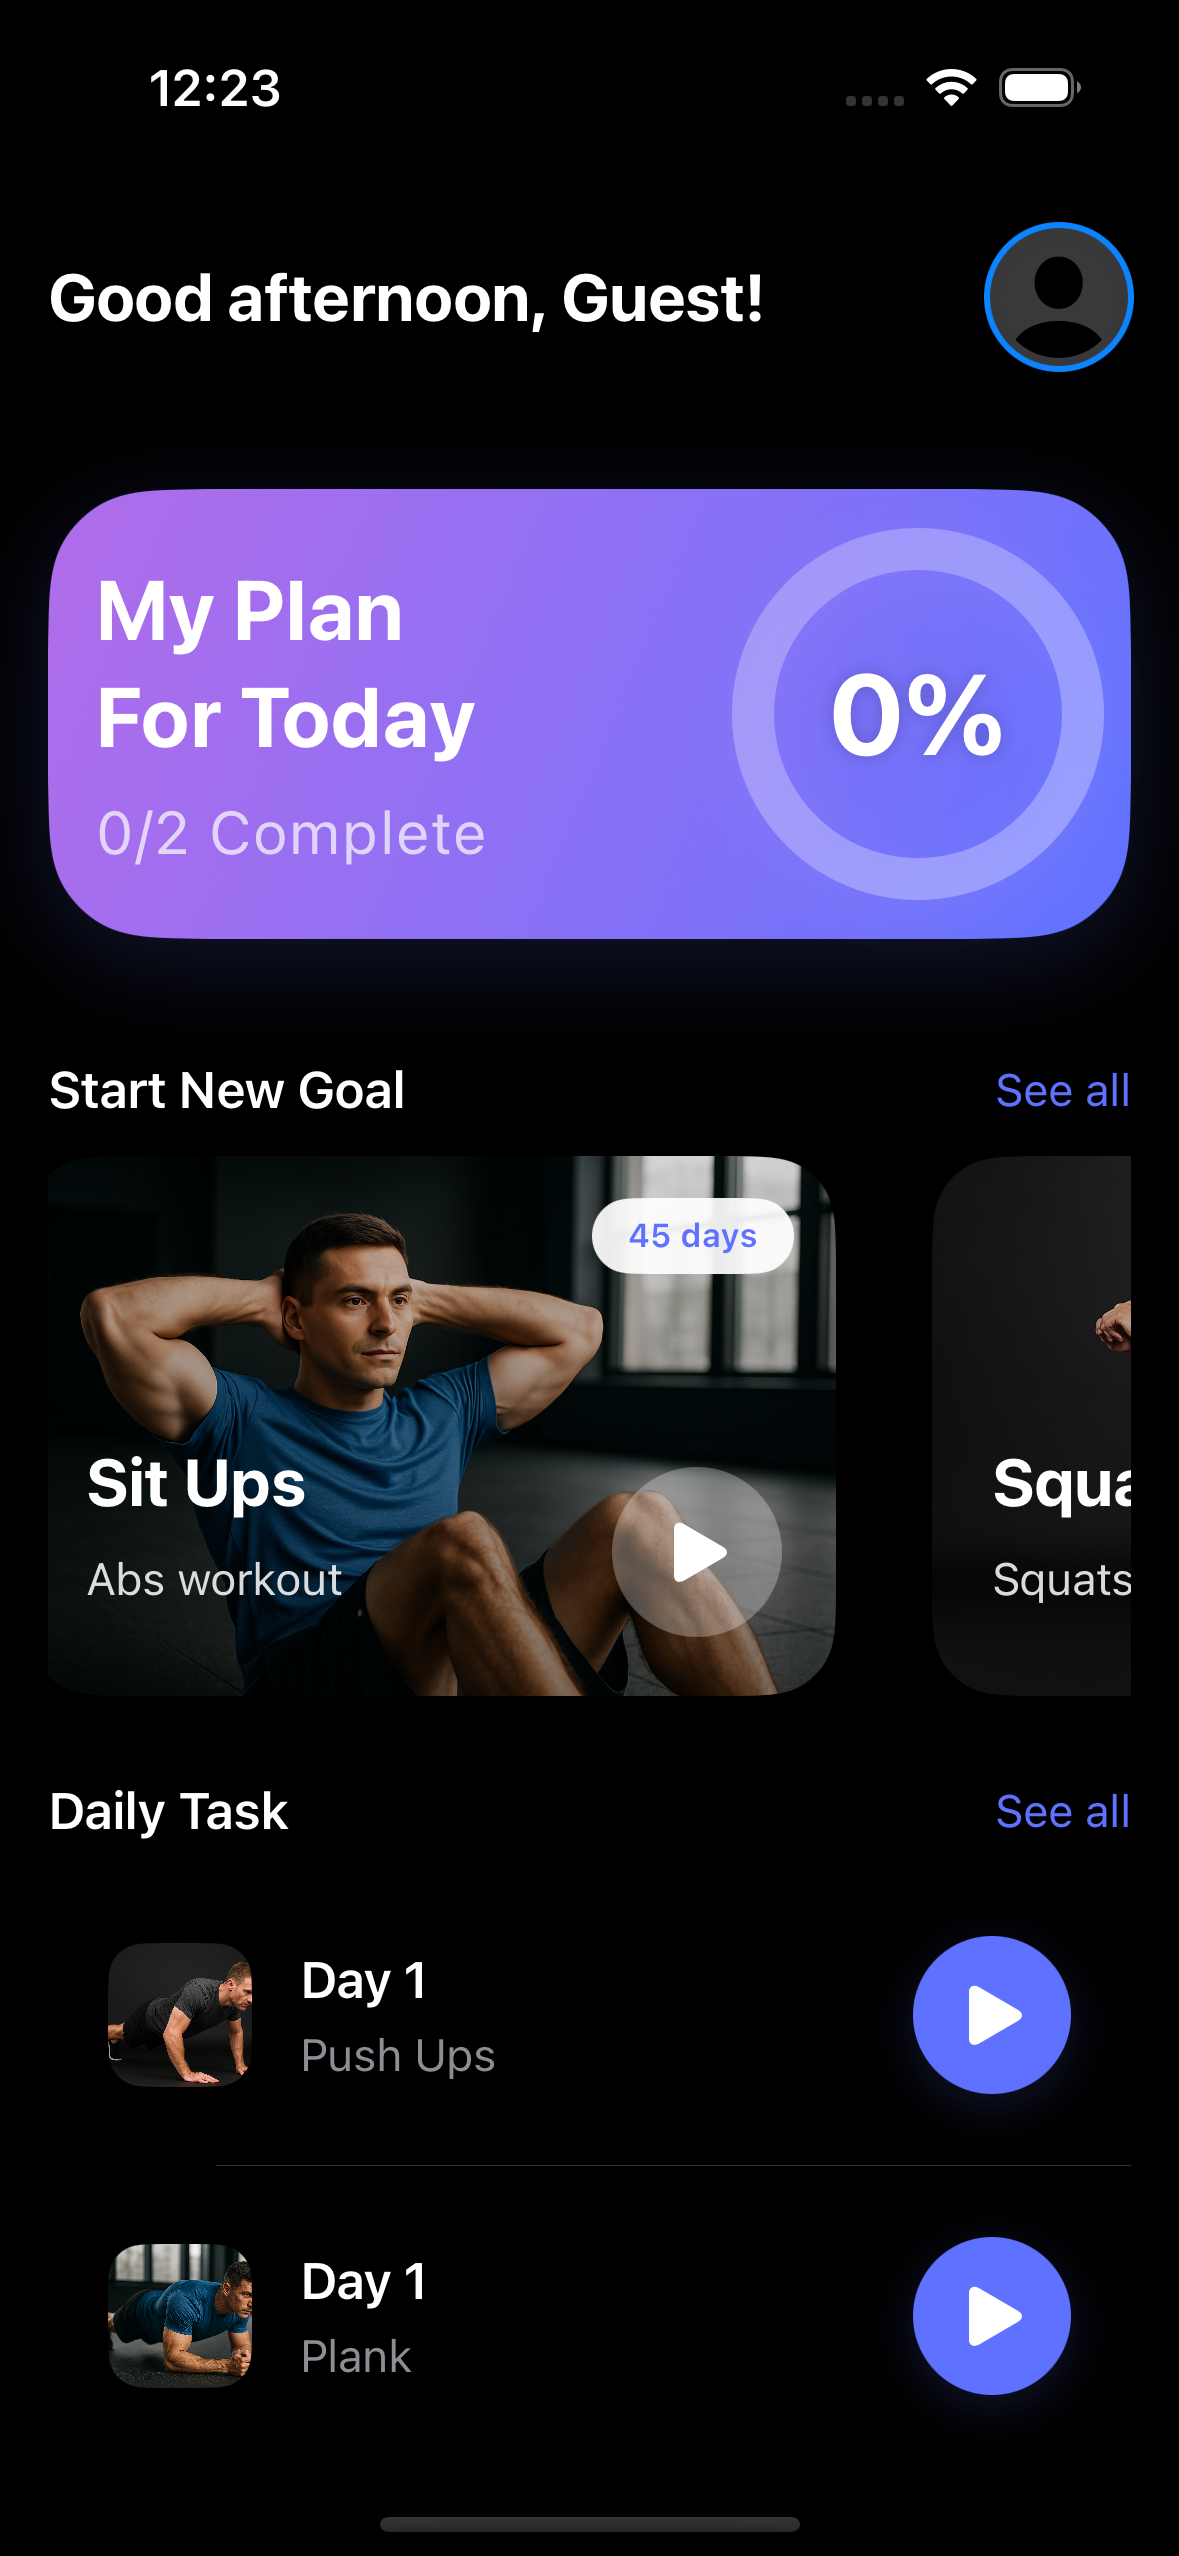 12:23
Good afternoon, Guest!
My Plan
For Today
0/2 Complete
0%
Start New Goal
See all
45 days
Sit Ups
Abs workout
Squa
Squats
Daily Task
See all
Day 1
Push Ups
Day 1
Plank